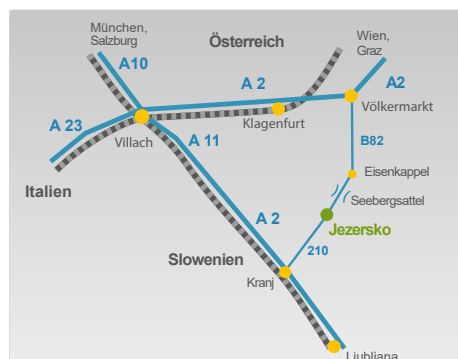 München,
Salzburg
Österreich
Wien,
Graz
A10
A 2
A2
Völkermarkt
A 23
Klagenfurt
Villach
A 11
B82
Eisenkappel
Italien
Seebergsattel
A 2
Jezersko
Slowenien
210
Kranj
Ljubljana